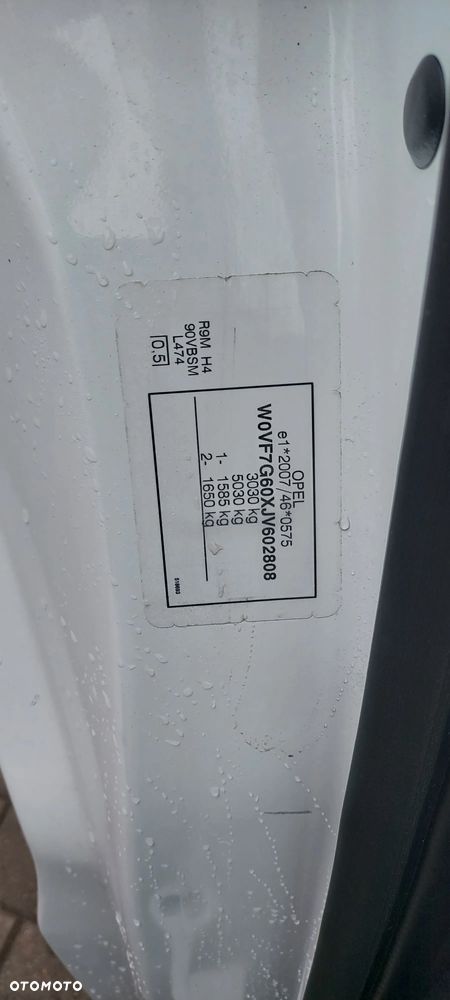 OPEL
e1*2007/46*0575
W0VF7G60XJV602808
3030 kg
5030 kg
1- 1585 kg
2- 1650 kg
R9M H4
90VBSM
L474
0,5
OTOMOTO